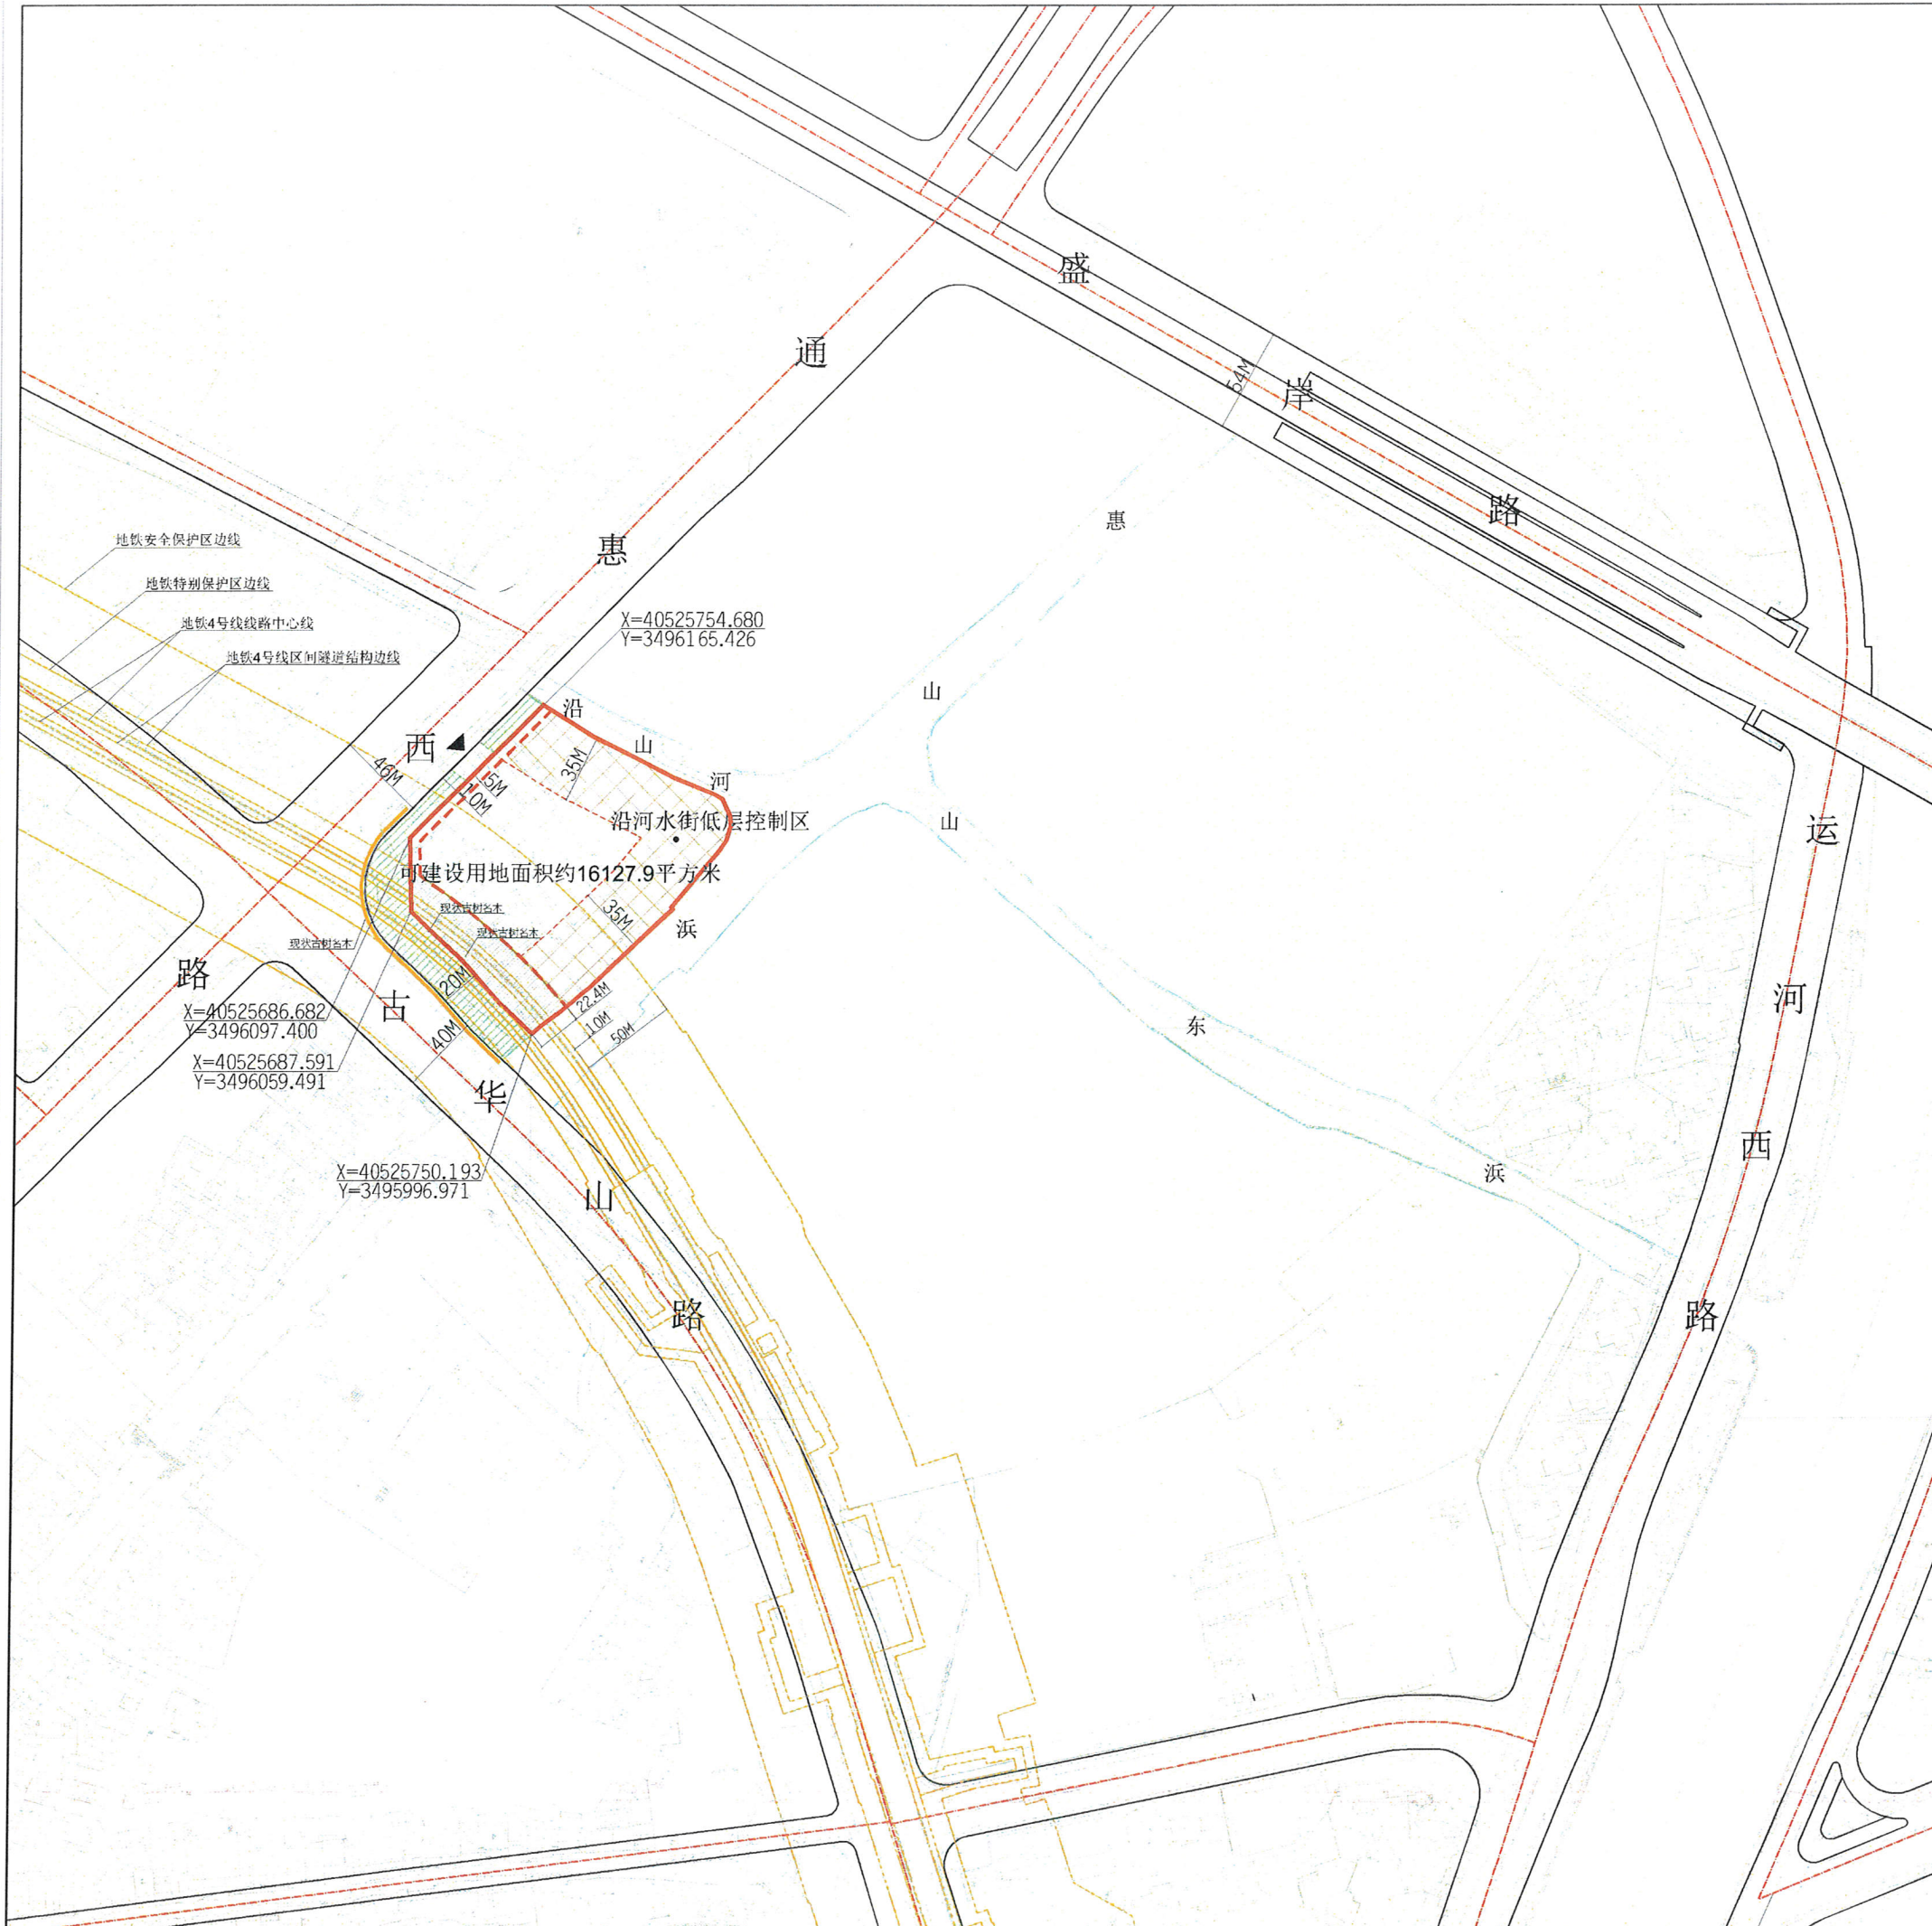 盛
岸
路
54M
通
惠
西
路
惠
山
地铁安全保护区边线
地铁特别保护区边线
地铁4号线线路中心线
地铁4号线区间隧道结构边线
X=40525754.680
Y=3496165.426
沿
山
河
浜
46M
5M
10M
35M
沿河水街低层控制区
可建设用地面积约16127.9平方米
现状古树名木
现状古树名木
现状古树名木
35M
20M
22.4M
10M
50M
40M
X=40525686.682
Y=3496097.400
X=40525687.591
Y=3496059.491
X=40525750.193
Y=3495996.971
古
华
山
路
山
东
浜
运
河
西
路